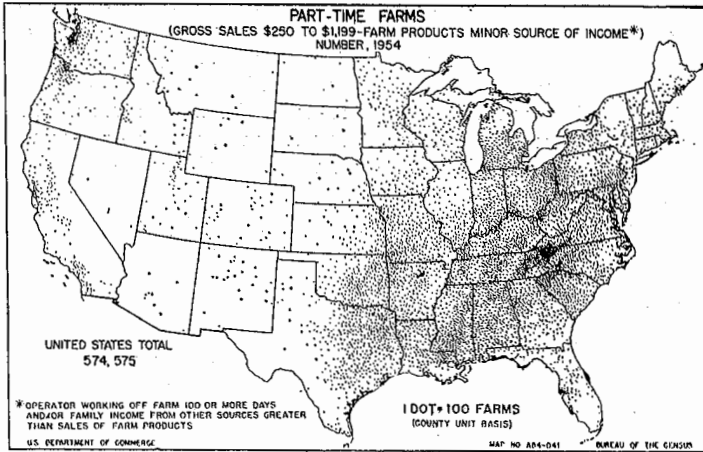 PART-TIME FARMS
(GROSS SALES $250 TO $1,199-FARM PRODUCTS MINOR SOURCE OF INCOME*)
NUMBER, 1954
UNITED STATES TOTAL
574,575
*OPERATOR WORKING OFF FARM 100 OR MORE DAYS
AND/OR FAMILY INCOME FROM OTHER SOURCES GREATER
THAN SALES OF FARM PRODUCTS
1 DOT=100 FARMS
(COUNTY UNIT BASIS)
U.S. DEPARTMENT OF COMMERCE
MAP NO. A54-041
BUREAU OF THE CENSUS